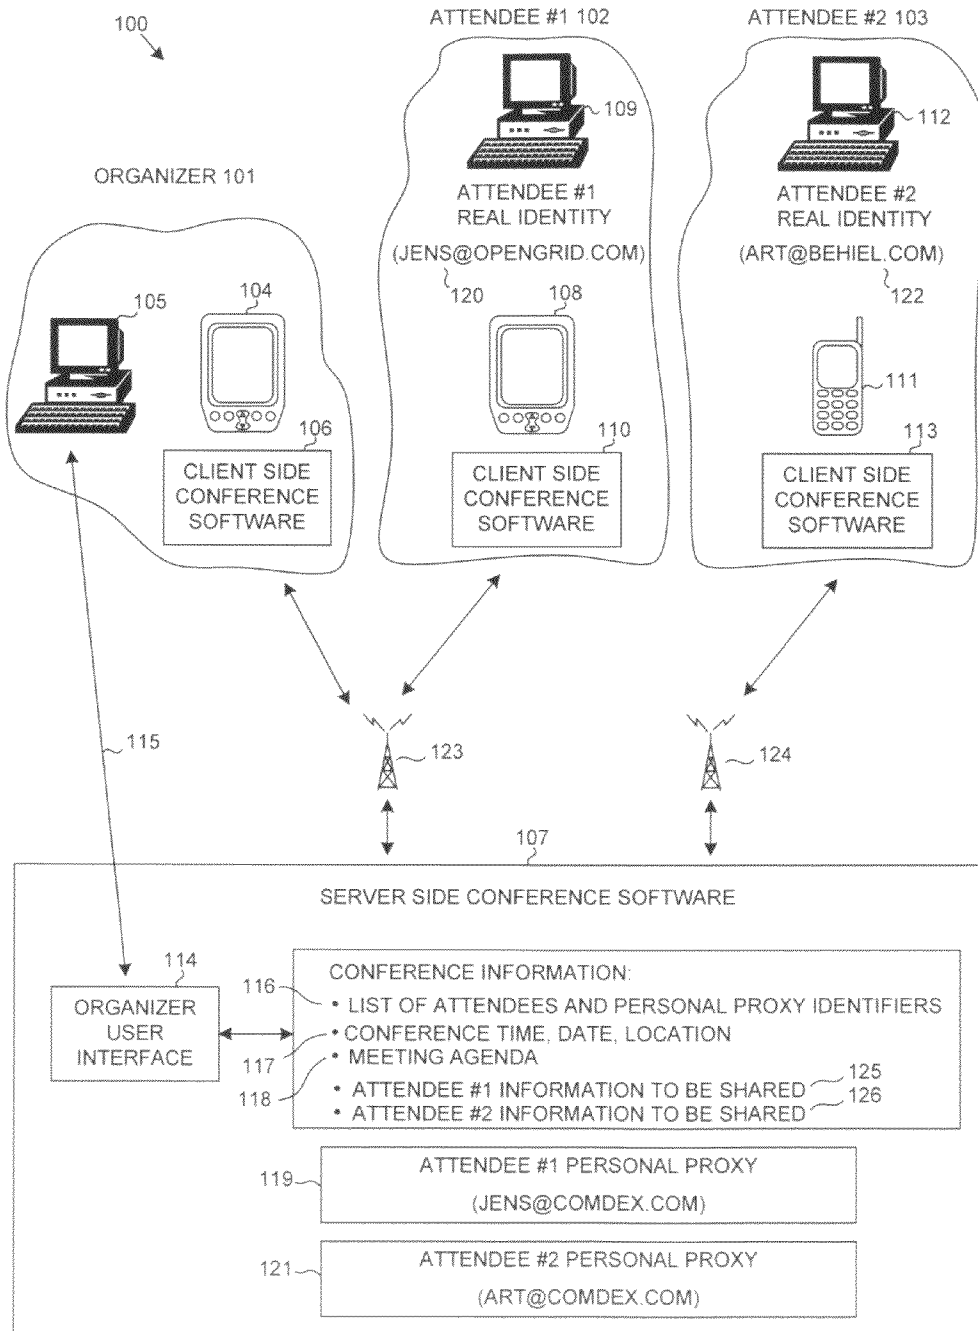 100
ATTENDEE #1 102
ATTENDEE #2 103
109
112
ORGANIZER 101
ATTENDEE #1
REAL IDENTITY
(JENS@OPENGRID.COM)
ATTENDEE #2
REAL IDENTITY
(ART@BEHIEL.COM)
120
122
105
104
108
111
106
110
113
CLIENT SIDE
CONFERENCE
SOFTWARE
CLIENT SIDE
CONFERENCE
SOFTWARE
CLIENT SIDE
CONFERENCE
SOFTWARE
115
123
124
107
SERVER SIDE CONFERENCE SOFTWARE
114
ORGANIZER
USER
INTERFACE
CONFERENCE INFORMATION:
116
• LIST OF ATTENDEES AND PERSONAL PROXY IDENTIFIERS
117
• CONFERENCE TIME, DATE, LOCATION
118
• MEETING AGENDA
• ATTENDEE #1 INFORMATION TO BE SHARED
125
• ATTENDEE #2 INFORMATION TO BE SHARED
126
119
ATTENDEE #1 PERSONAL PROXY
(JENS@COMDEX.COM)
121
ATTENDEE #2 PERSONAL PROXY
(ART@COMDEX.COM)